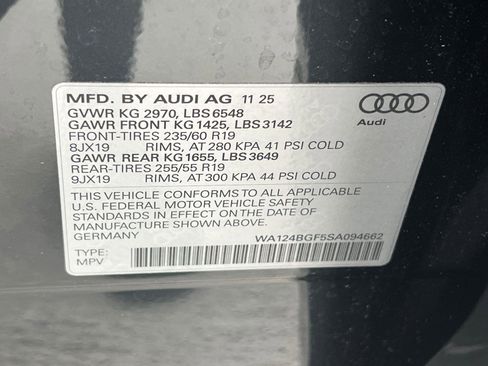 MFD. BY AUDI AG 11 25
GVWR KG 2970, LBS 6548
GAWR FRONT KG 1425, LBS 3142
FRONT-TIRES 235/60 R19
8JX19 RIMS, AT 280 KPA 41 PSI COLD
GAWR REAR KG 1655, LBS 3649
REAR-TIRES 255/55 R19
9JX19 RIMS, AT 300 KPA 44 PSI COLD
THIS VEHICLE CONFORMS TO ALL APPLICABLE
U.S. FEDERAL MOTOR VEHICLE SAFETY
STANDARDS IN EFFECT ON THE DATE OF
MANUFACTURE SHOWN ABOVE.
GERMANY
WA124BGF5SA094662
TYPE:
MPV
Audi